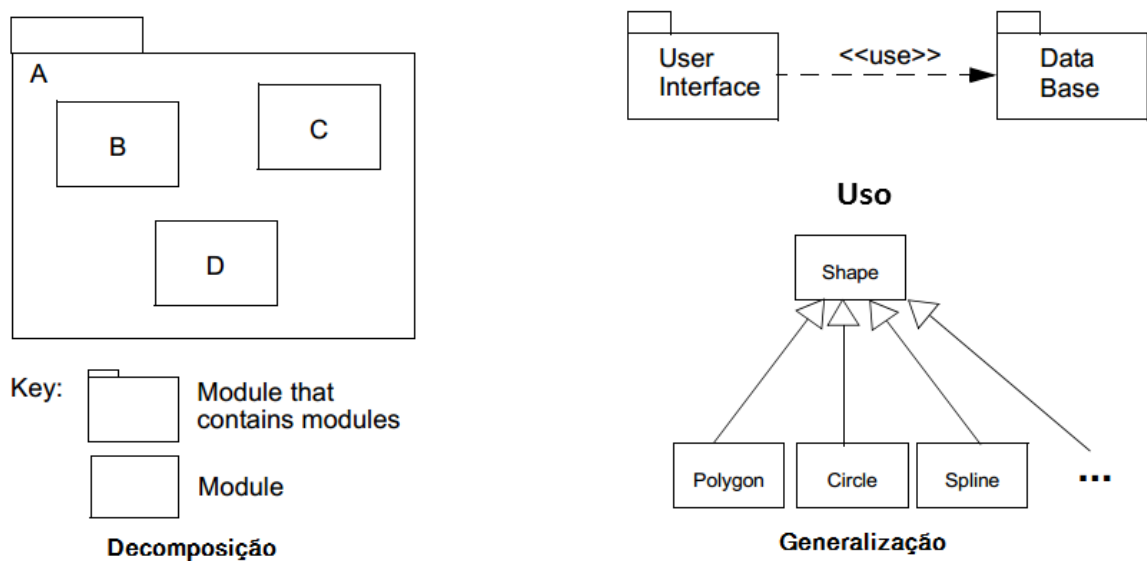 A
B
C
D
Key:
Module that
contains modules
Module
Decomposição
User
Interface
<<use>>
Data
Base
Uso
Shape
Polygon
Circle
Spline
...
Generalização